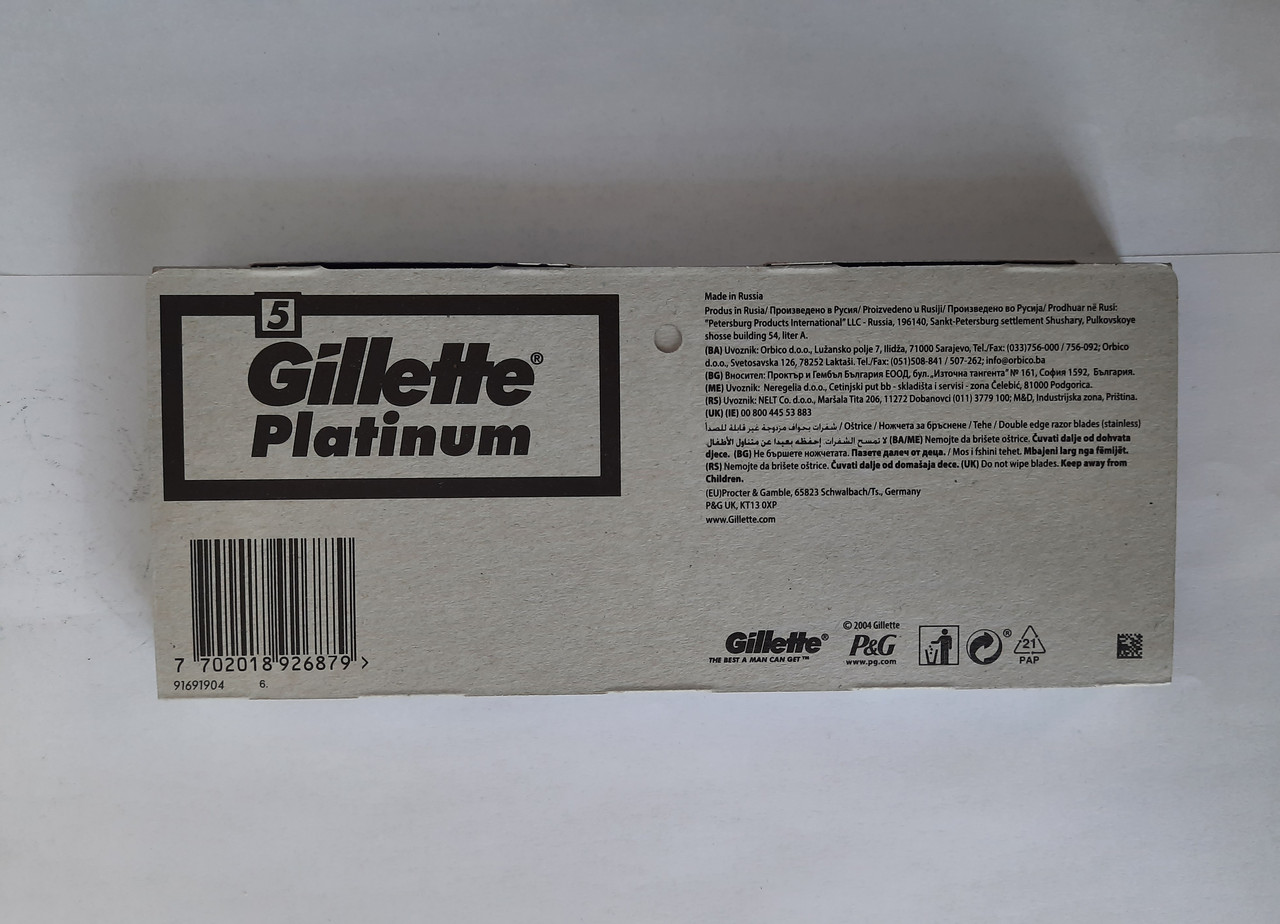 5
Gillette®
Platinum
7 702018 926879 >
91691904 6.
Made in Russia
Produs in Rusia/ Произведено в Русия/ Proizvedeno u Rusiji/ Произведено во Русија/ Prodhuar në Rusi:
"Petersburg Products International" LLC - Russia, 196140, Sankt-Petersburg settlement Shushary, Pulkovskoye
shosse building 54, liter A.
(BA) Uvoznik: Orbico d.o.o., Lužansko polje 7, Ilidža, 71000 Sarajevo, Tel./Fax: (033)756-000 / 756-092; Orbico
d.o.o., Svetosavska 126, 78252 Laktaši. Tel./Fax: (051)508-841 / 507-262; info@orbico.ba
(BG) Вносител: Проктър и Гембъл България ЕООД, бул. „Източна тангента" № 161, София 1592, България.
(ME) Uvoznik: Neregelia d.o.o., Cetinjski put bb - skladišta i servisi - zona Čelebić, 81000 Podgorica.
(RS) Uvoznik: NELT Co. d.o.o., Maršala Tita 206, 11272 Dobanovci (011) 3779 100; M&D, Industrijska zona, Priština.
(UK) (IE) 00 800 445 53 883
شفرات بحواف مزدوجة غير قابلة للصدأ / Oštrice / Ножчета за бръснене / Tehe / Double edge razor blades (stainless)
لا تمسح الشفرات. إحفظه بعيدا عن متناول الأطفال. (BA/ME) Nemojte da brišete oštrice. Čuvati dalje od dohvata
djece. (BG) Не бършете ножчетата. Пазете далеч от деца. / Mos i fshini tehet. Mbajeni larg nga fëmijët.
(RS) Nemojte da brišete oštrice. Čuvati dalje od domašaja dece. (UK) Do not wipe blades. Keep away from
Children.
(EU)Procter & Gamble, 65823 Schwalbach/Ts., Germany
P&G UK, KT13 0XP
www.Gillette.com
Gillette®
THE BEST A MAN CAN GET™
© 2004 Gillette
P&G
www.pg.com
®
21
PAP